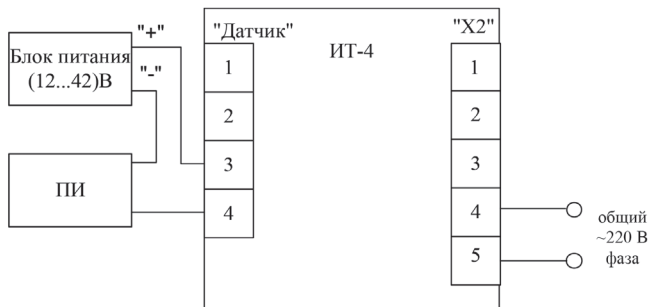 "+"
"Датчик"
"X2"
Блок питания
(12...42)В
ИТ-4
"-"
1
1
2
2
3
3
ПИ
4
4
общий
~220 В
5
фаза